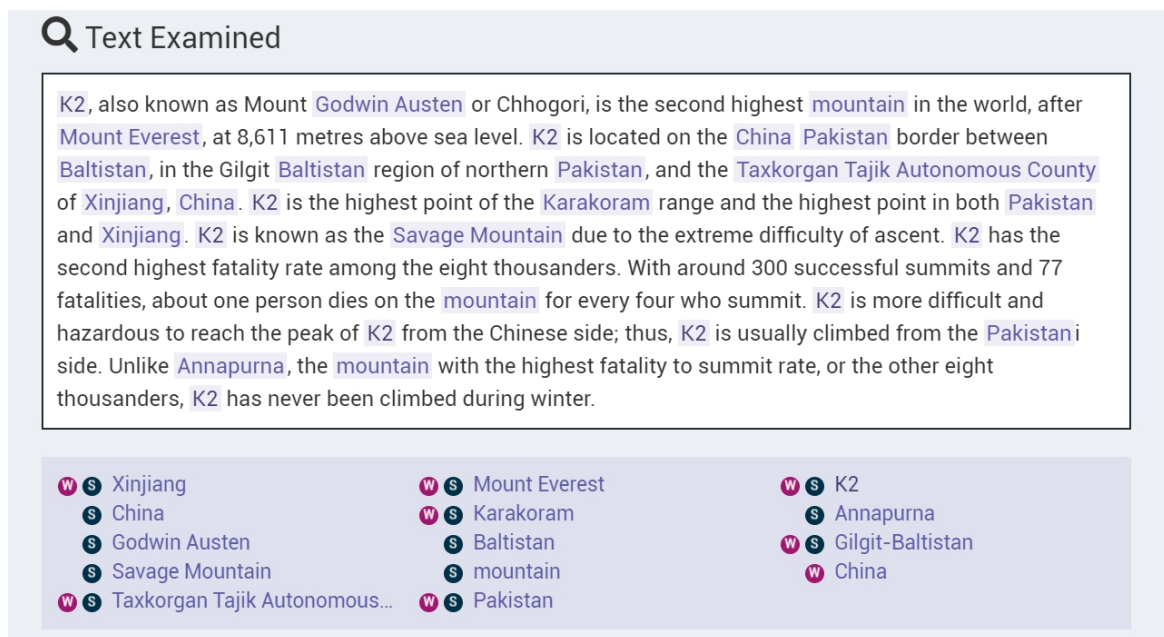 Text Examined
K2, also known as Mount Godwin Austen or Chhogori, is the second highest mountain in the world, after
Mount Everest, at 8,611 metres above sea level. K2 is located on the China Pakistan border between
Baltistan, in the Gilgit Baltistan region of northern Pakistan, and the Taxkorgan Tajik Autonomous County
of Xinjiang, China. K2 is the highest point of the Karakoram range and the highest point in both Pakistan
and Xinjiang. K2 is known as the Savage Mountain due to the extreme difficulty of ascent. K2 has the
second highest fatality rate among the eight thousanders. With around 300 successful summits and 77
fatalities, about one person dies on the mountain for every four who summit. K2 is more difficult and
hazardous to reach the peak of K2 from the Chinese side; thus, K2 is usually climbed from the Pakistani
side. Unlike Annapurna, the mountain with the highest fatality to summit rate, or the other eight
thousanders, K2 has never been climbed during winter.
W S Xinjiang
S China
S Godwin Austen
S Savage Mountain
W S Taxkorgan Tajik Autonomous...
W S Mount Everest
W S Karakoram
S Baltistan
S mountain
W S Pakistan
W S K2
S Annapurna
W S Gilgit-Baltistan
W China